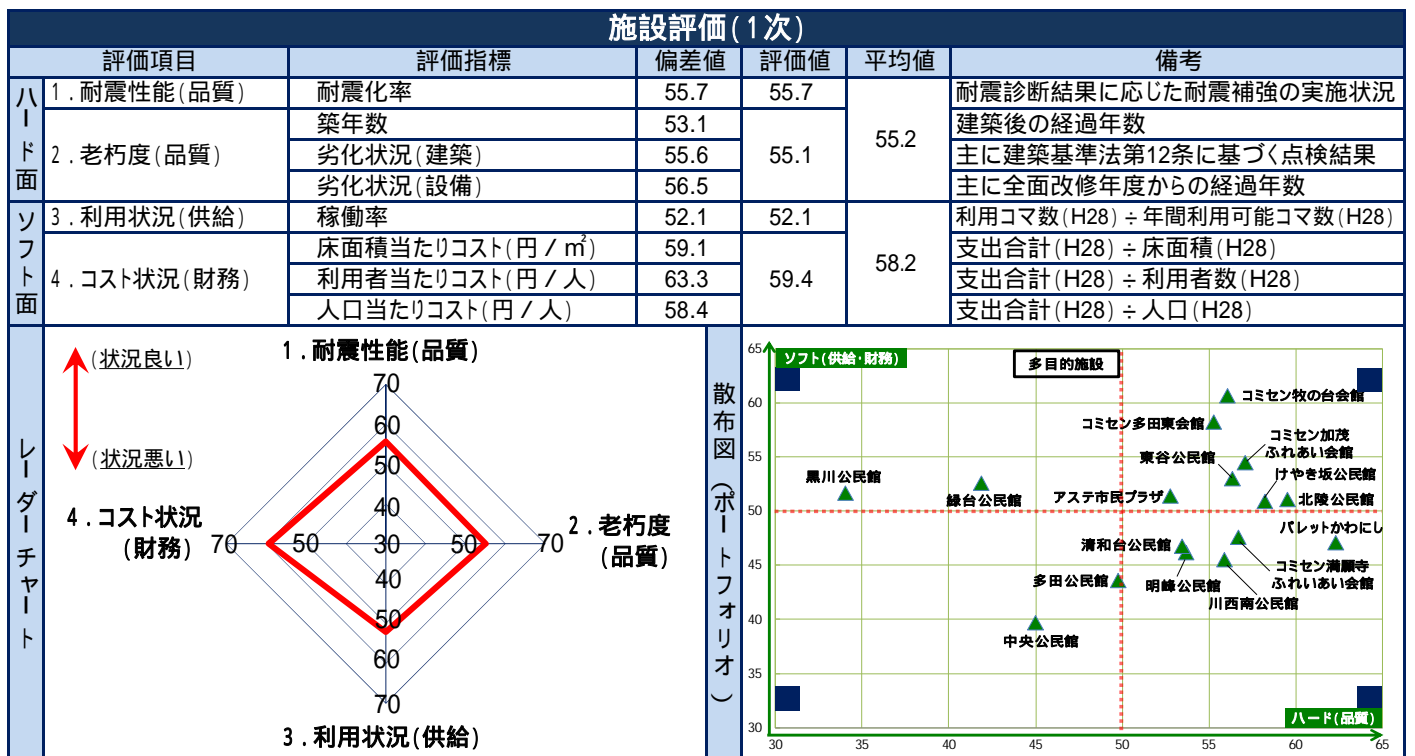 施設評価(1次)
評価項目 評価指標 偏差値 評価値 平均値 備考
ハード面
1.耐震性能(品質) 耐震化率 55.7 55.7 55.2 耐震診断結果に応じた耐震補強の実施状況
2.老朽度(品質) 築年数 53.1 55.1 建築後の経過年数
劣化状況(建築) 55.6 主に建築基準法第12条に基づく点検結果
劣化状況(設備) 56.5 主に全面改修年度からの経過年数
ソフト面
3.利用状況(供給) 稼働率 52.1 52.1 58.2 利用コマ数(H28)÷年間利用可能コマ数(H28)
4.コスト状況(財務) 床面積当たりコスト(円/㎡) 59.1 59.4 支出合計(H28)÷床面積(H28)
利用者当たりコスト(円/人) 63.3 支出合計(H28)÷利用者数(H28)
人口当たりコスト(円/人) 58.4 支出合計(H28)÷人口(H28)
レーダーチャート
(状況良い)
(状況悪い)
1.耐震性能(品質)
70
60
50
40
4.コスト状況
(財務)
70 50 30 50 70
2.老朽度
(品質)
40
50
60
70
3.利用状況(供給)
散布図(ポートフォリオ)
65
ソフト(供給・財務)
多目的施設
60
コミセン牧の台会館
コミセン多田東会館
コミセン加茂
ふれあい会館
55
東谷公民館
けやき坂公民館
黒川公民館
緑台公民館
アステ市民プラザ
北陵公民館
50
パレットかわにし
清和台公民館
45
多田公民館
明峰公民館
コミセン満願寺
ふれいあい会館
川西南公民館
40
中央公民館
35
30
ハード(品質)
30 35 40 45 50 55 60 65